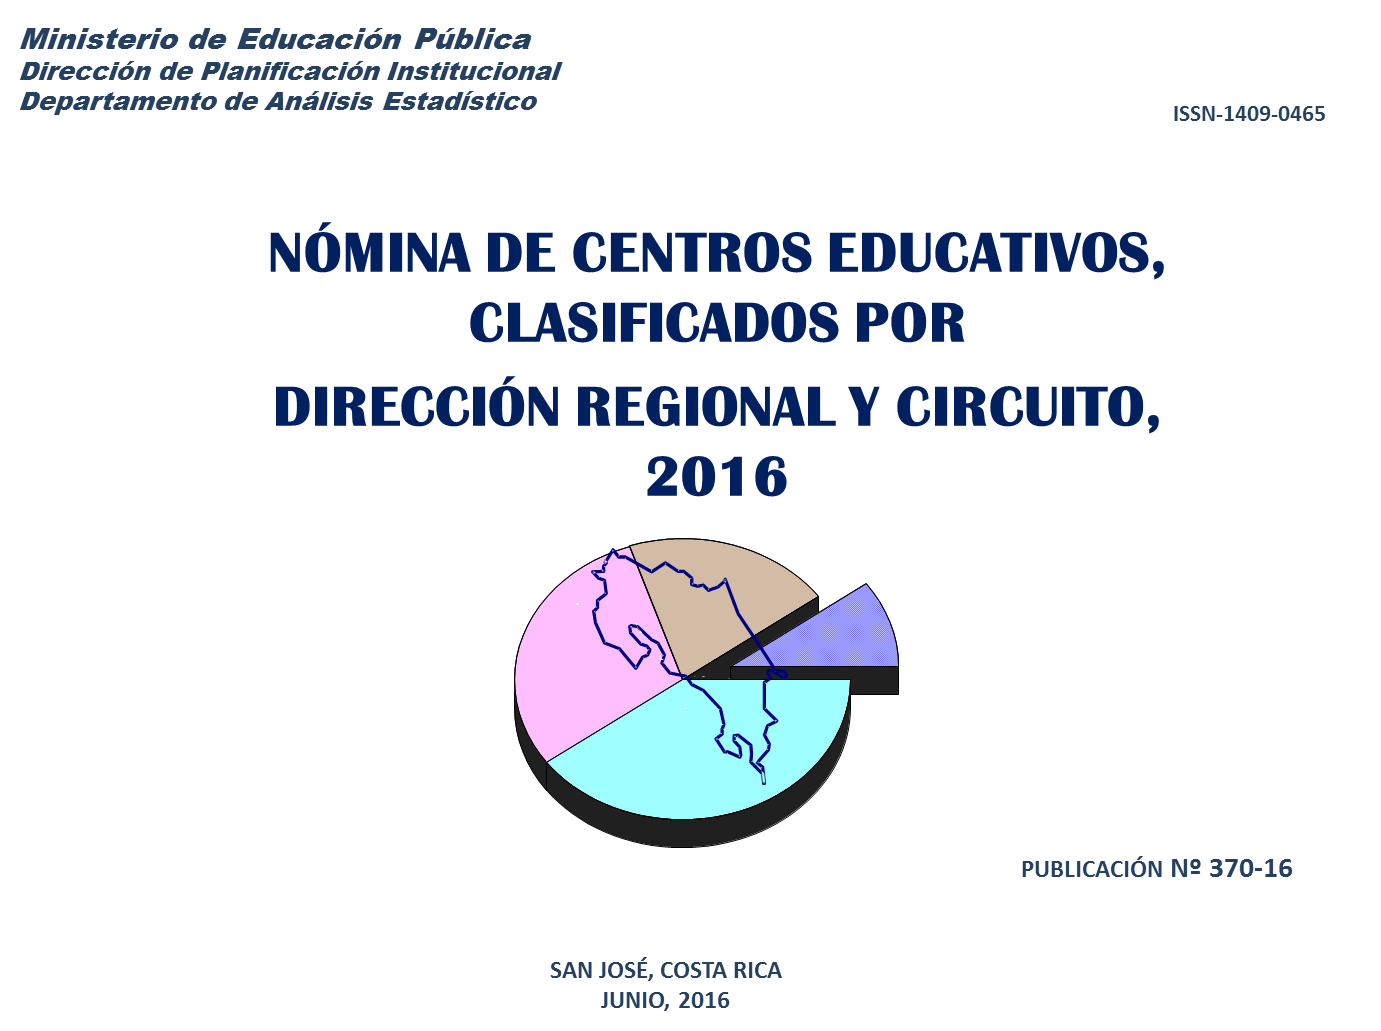 Ministerio de Educación Pública
Dirección de Planificación Institucional
Departamento de Análisis Estadístico
ISSN-1409-0465
NÓMINA DE CENTROS EDUCATIVOS,
CLASIFICADOS POR
DIRECCIÓN REGIONAL Y CIRCUITO,
2016
PUBLICACIÓN Nº 370-16
SAN JOSÉ, COSTA RICA
JUNIO, 2016